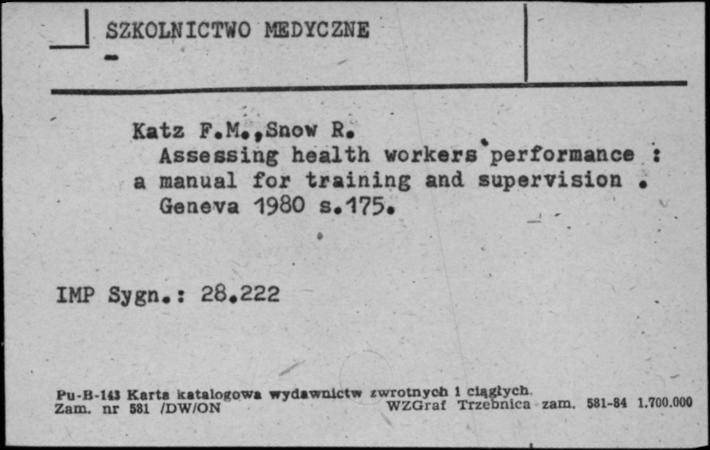 SZKOLNICTWO MEDYCZNE
Katz F.M.,Snow R.
Assessing health workers'performance :
a manual for training and supervision .
Geneva 1980 s.175.
IMP Sygn.: 28.222
Pu-B-143 Karta katalogowa wydawnictw zwrotnych i ciągłych.
Zam. nr 581 /DW/ON WZGraf Trzebnica zam. 581-84 1.700.000